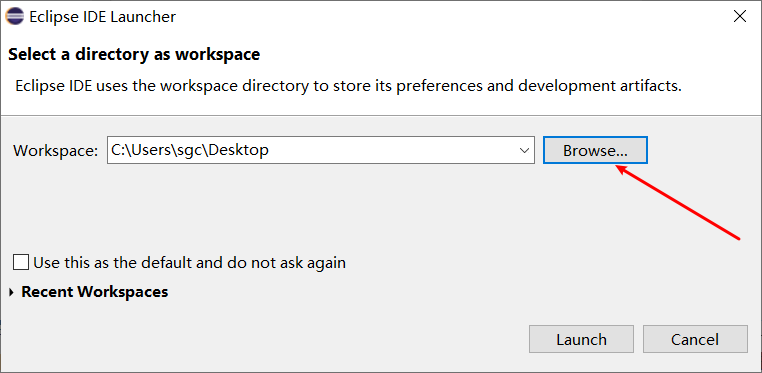 Eclipse IDE Launcher
Select a directory as workspace
Eclipse IDE uses the workspace directory to store its preferences and development artifacts.
Workspace: C:\Users\sgc\Desktop Browse...
Use this as the default and do not ask again
Recent Workspaces
Launch Cancel